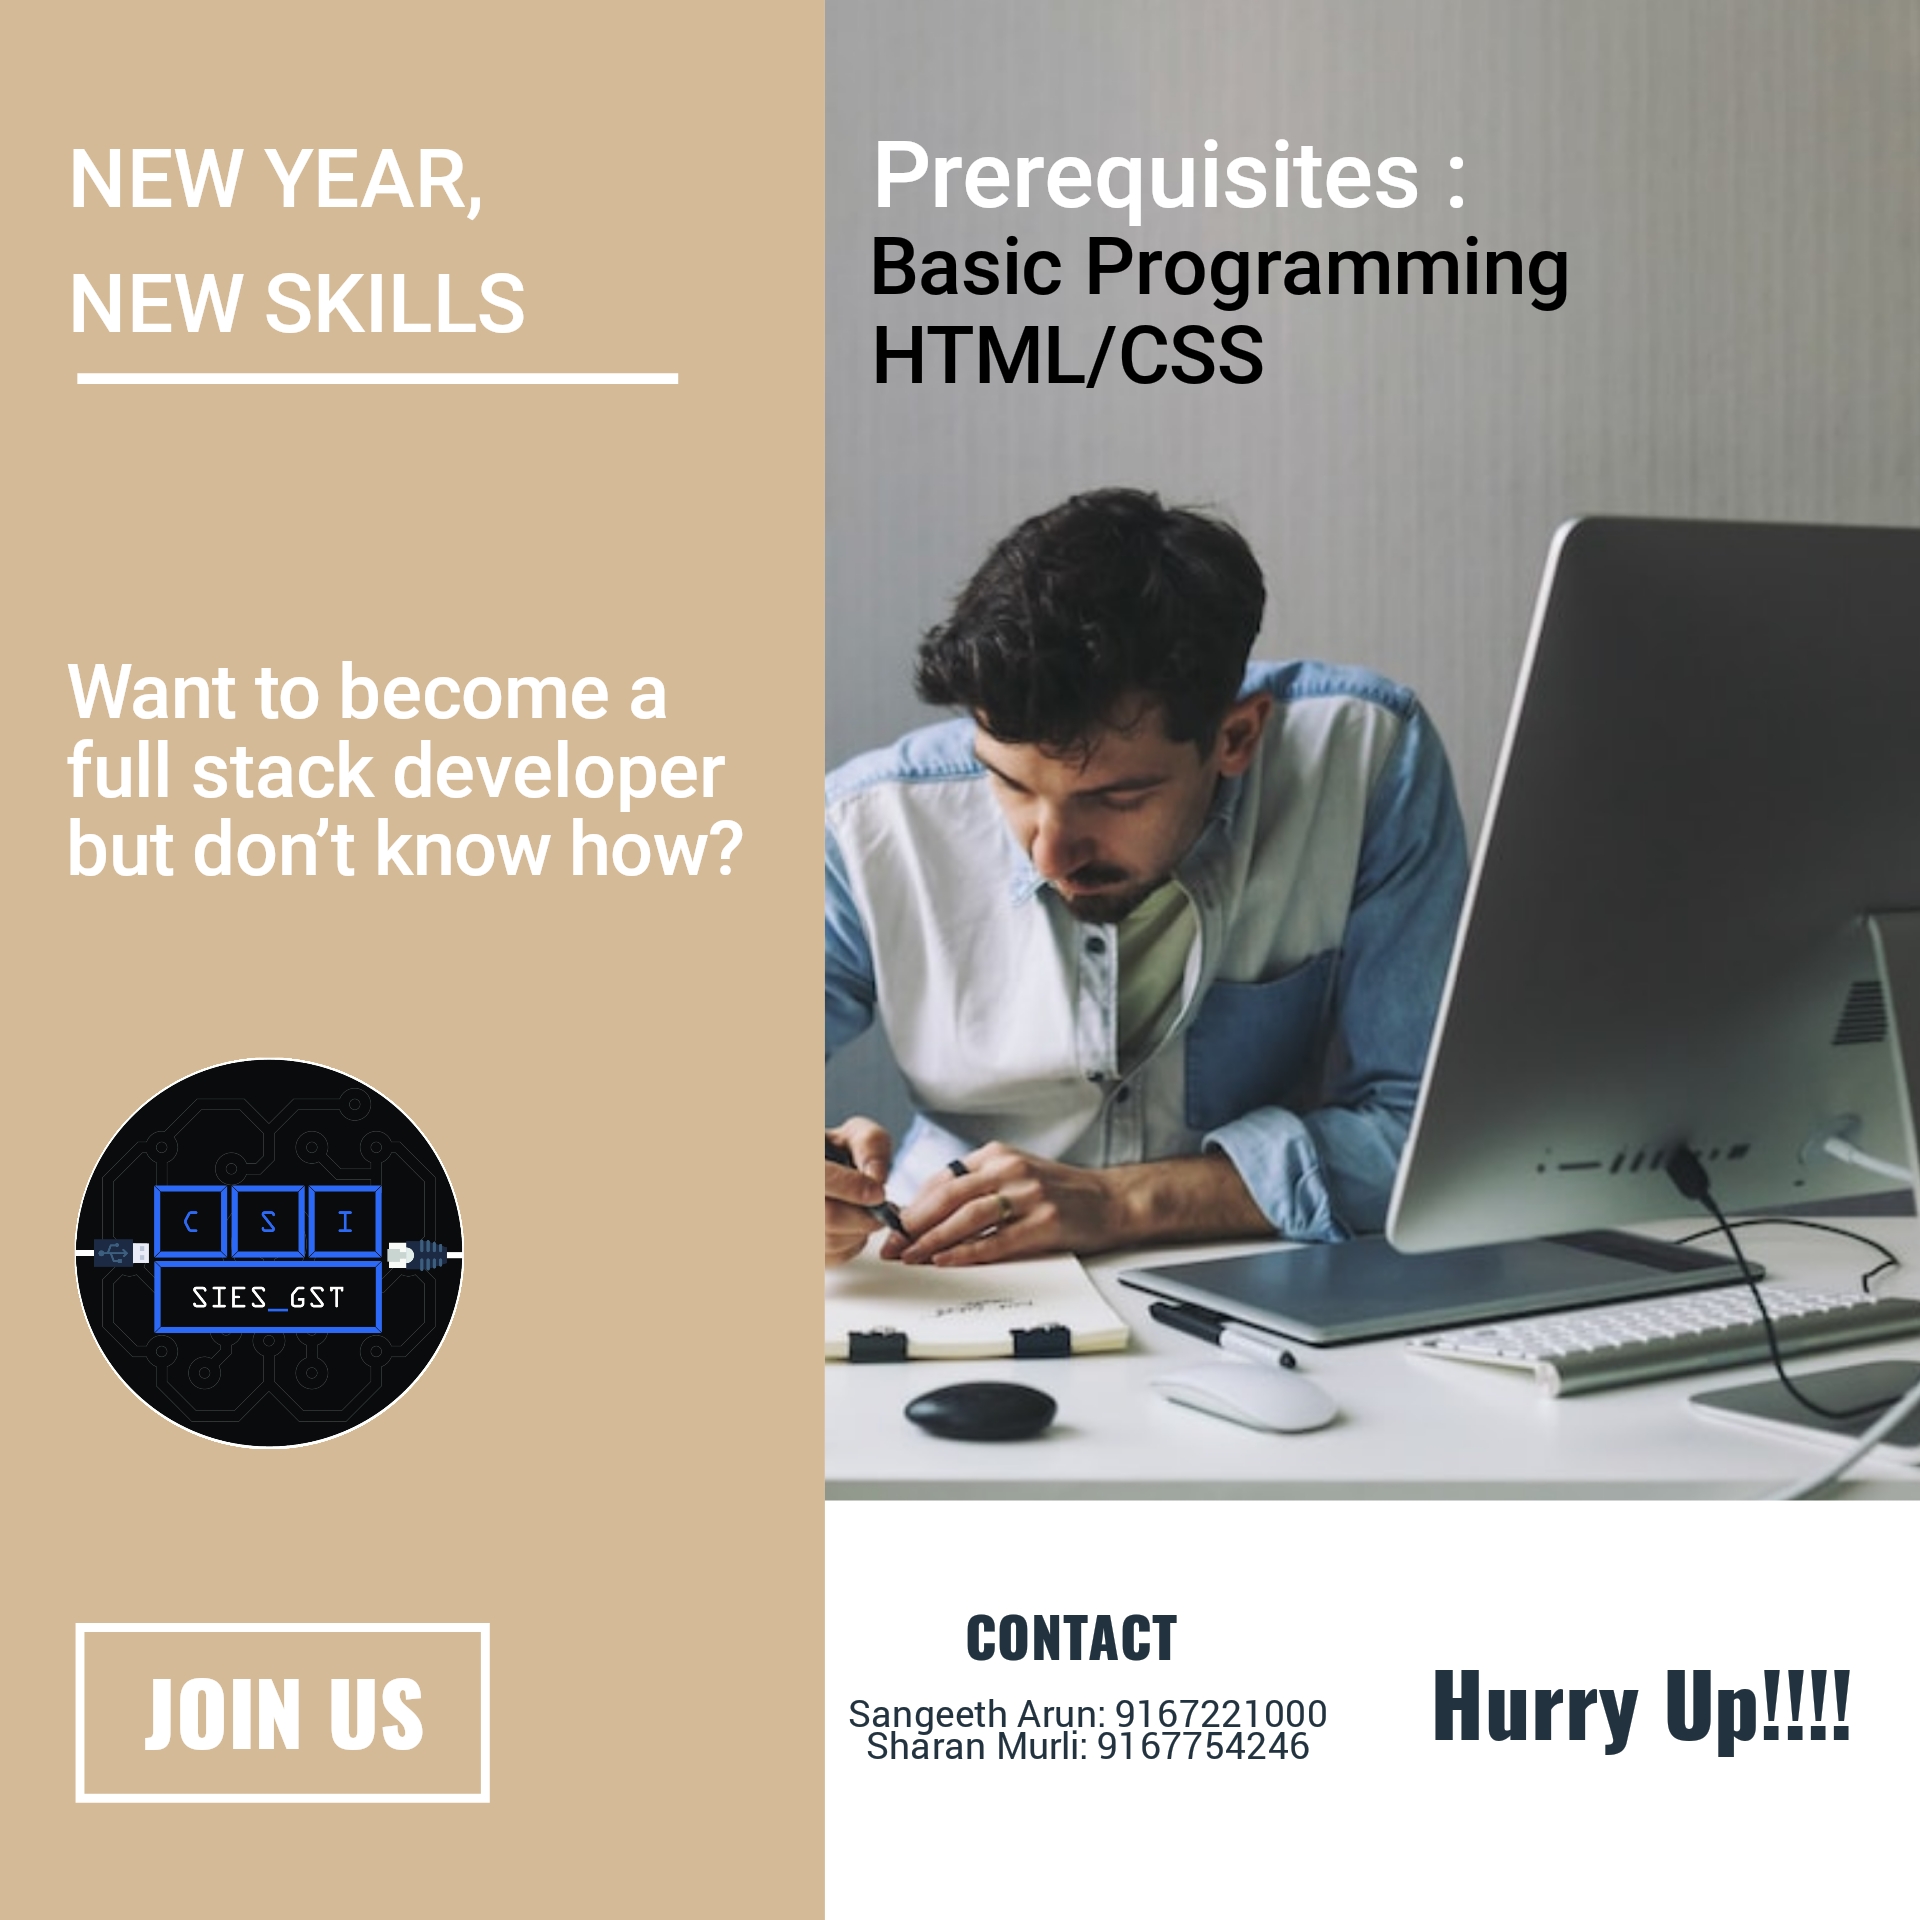 NEW YEAR,
NEW SKILLS
Want to become a
full stack developer
but don’t know how?
C S I
SIES_GST
JOIN US
Prerequisites :
Basic Programming
HTML/CSS
CONTACT
Sangeeth Arun: 9167221000
Sharan Murli: 9167754246
Hurry Up!!!!